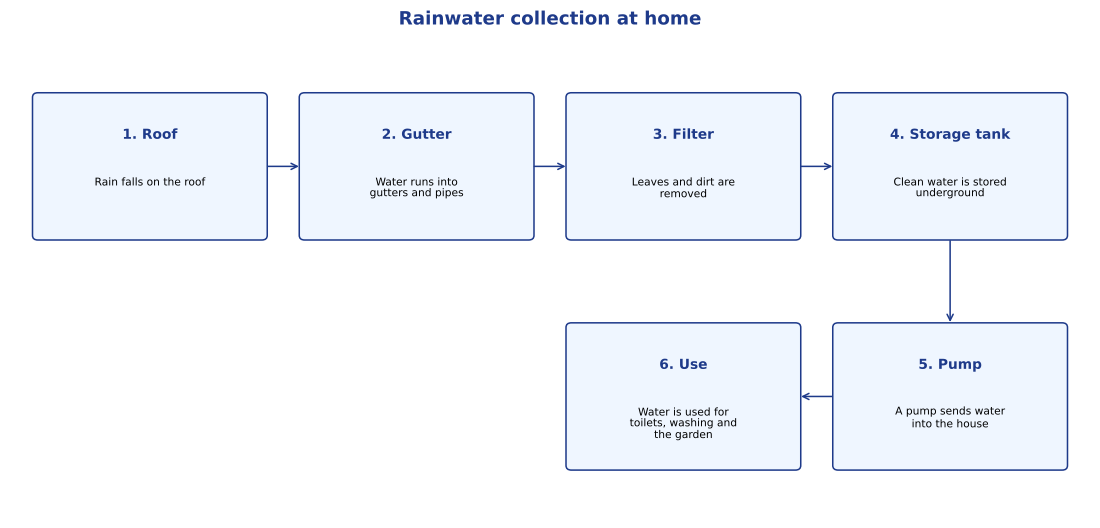 Rainwater collection at home
1. Roof
Rain falls on the roof
2. Gutter
Water runs into
gutters and pipes
3. Filter
Leaves and dirt are
removed
4. Storage tank
Clean water is stored
underground
5. Pump
A pump sends water
into the house
6. Use
Water is used for
toilets, washing and
the garden